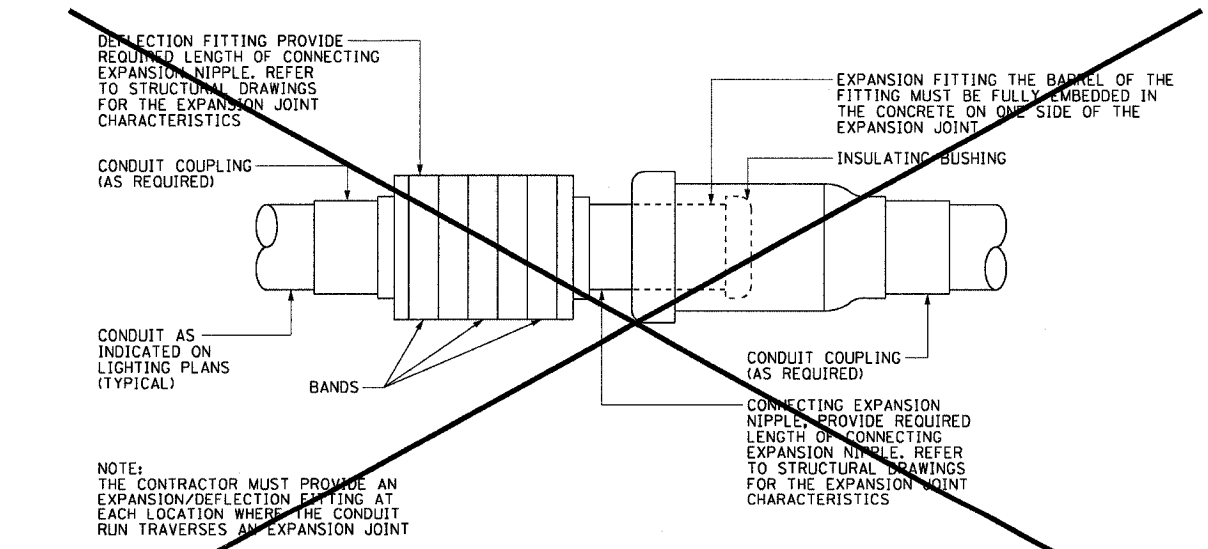 DEFLECTION FITTING PROVIDE
REQUIRED LENGTH OF CONNECTING
EXPANSION NIPPLE. REFER
TO STRUCTURAL DRAWINGS
FOR THE EXPANSION JOINT
CHARACTERISTICS
CONDUIT COUPLING
(AS REQUIRED)
CONDUIT AS
INDICATED ON
LIGHTING PLANS
(TYPICAL)
BANDS
EXPANSION FITTING THE BARREL OF THE
FITTING MUST BE FULLY EMBEDDED IN
THE CONCRETE ON ONE SIDE OF THE
EXPANSION JOINT
INSULATING BUSHING
CONDUIT COUPLING
(AS REQUIRED)
CONNECTING EXPANSION
NIPPLE, PROVIDE REQUIRED
LENGTH OF CONNECTING
EXPANSION NIPPLE. REFER
TO STRUCTURAL DRAWINGS
FOR THE EXPANSION JOINT
CHARACTERISTICS
NOTE:
THE CONTRACTOR MUST PROVIDE AN
EXPANSION/DEFLECTION FITTING AT
EACH LOCATION WHERE THE CONDUIT
RUN TRAVERSES AN EXPANSION JOINT